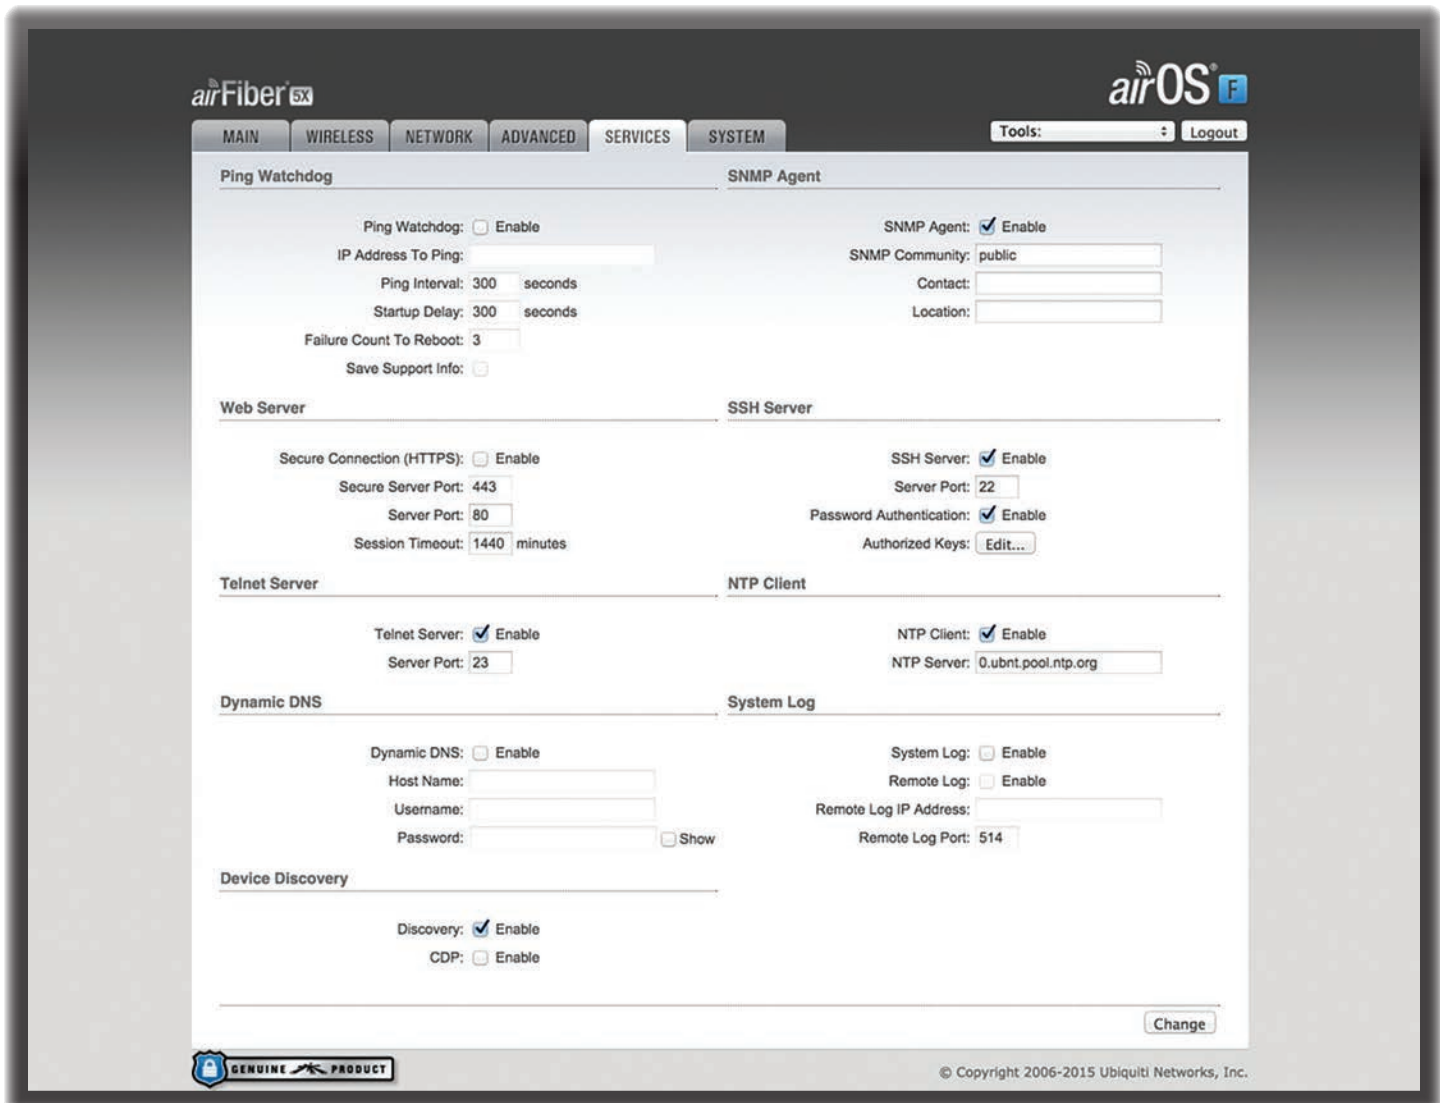 airFiber 5X
airOS® F
MAIN WIRELESS NETWORK ADVANCED SERVICES SYSTEM Tools: Logout
Ping Watchdog
Ping Watchdog: Enable
IP Address To Ping:
Ping Interval: 300 seconds
Startup Delay: 300 seconds
Failure Count To Reboot: 3
Save Support Info:
SNMP Agent
SNMP Agent: Enable
SNMP Community: public
Contact:
Location:
Web Server
Secure Connection (HTTPS): Enable
Secure Server Port: 443
Server Port: 80
Session Timeout: 1440 minutes
SSH Server
SSH Server: Enable
Server Port: 22
Password Authentication: Enable
Authorized Keys: Edit...
Telnet Server
Telnet Server: Enable
Server Port: 23
NTP Client
NTP Client: Enable
NTP Server: 0.ubnt.pool.ntp.org
Dynamic DNS
Dynamic DNS: Enable
Host Name:
Username:
Password: Show
System Log
System Log: Enable
Remote Log: Enable
Remote Log IP Address:
Remote Log Port: 514
Device Discovery
Discovery: Enable
CDP: Enable
Change
GENUINE PRODUCT
© Copyright 2006-2015 Ubiquiti Networks, Inc.